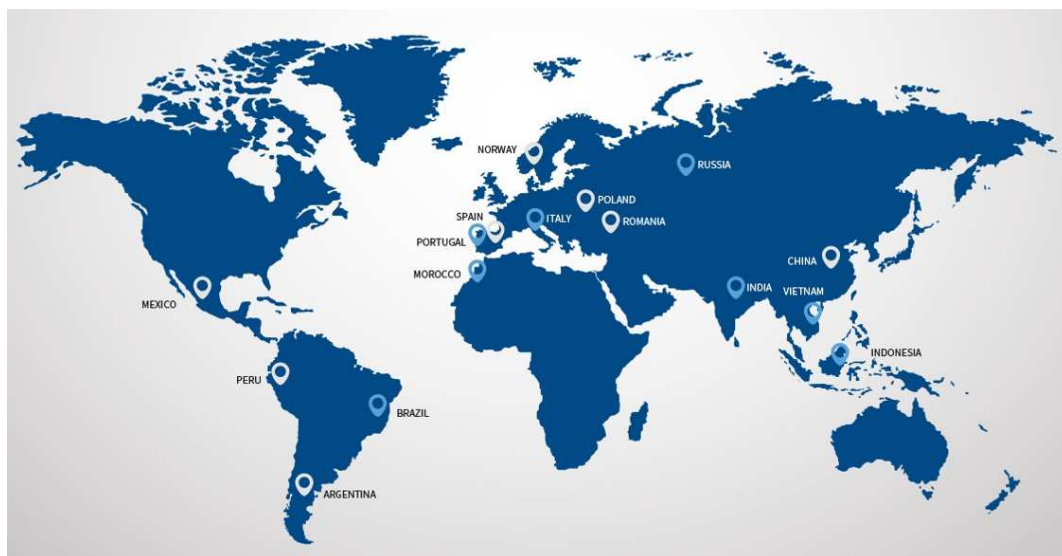 NORWAY
RUSSIA
POLAND
SPAIN
ITALY
ROMANIA
PORTUGAL
CHINA
MOROCCO
INDIA
VIETNAM
MEXICO
INDONESIA
PERU
BRAZIL
ARGENTINA